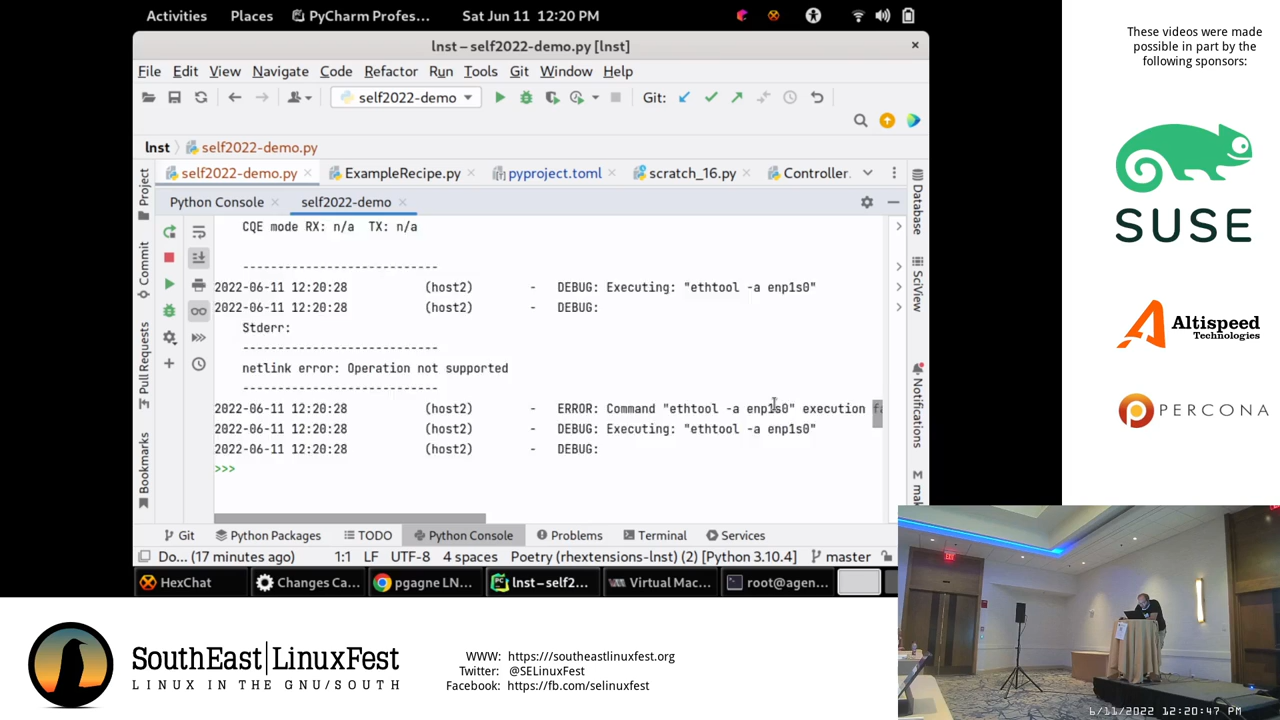 Activities Places PyCharm Profes... Sat Jun 11 12:20 PM
lnst – self2022-demo.py [lnst]
File Edit View Navigate Code Refactor Run Tools Git Window Help
self2022-demo Git:
lnst self2022-demo.py
self2022-demo.py ExampleRecipe.py pyproject.toml scratch_16.py Controller.
Python Console self2022-demo
CQE mode RX: n/a TX: n/a
----------------------------
2022-06-11 12:20:28 (host2) - DEBUG: Executing: "ethtool -a enp1s0"
2022-06-11 12:20:28 (host2) - DEBUG:
Stderr:
----------------------------
netlink error: Operation not supported
----------------------------
2022-06-11 12:20:28 (host2) - ERROR: Command "ethtool -a enp1s0" execution
2022-06-11 12:20:28 (host2) - DEBUG: Executing: "ethtool -a enp1s0"
2022-06-11 12:20:28 (host2) - DEBUG:
>>>
Project
Commit
Pull Requests
Bookmarks
Database
SciView
Notifications
Git Python Packages TODO Python Console Problems Terminal Services
Do... (17 minutes ago) 1:1 LF UTF-8 4 spaces Poetry (rhextensions-lnst) (2) [Python 3.10.4] master
HexChat Changes Ca... pgagne LN... lnst – self2... Virtual Mac... root@agen...
These videos were made
possible in part by the
following sponsors:
SUSE
Altispeed
Technologies
PERCONA
SouthEast LinuxFest
LINUX IN THE GNU/SOUTH
WWW: https://southeastlinuxfest.org
Twitter: @SELinuxFest
Facebook: https://fb.com/selinuxfest
6/11/2022 12:20:47 PM